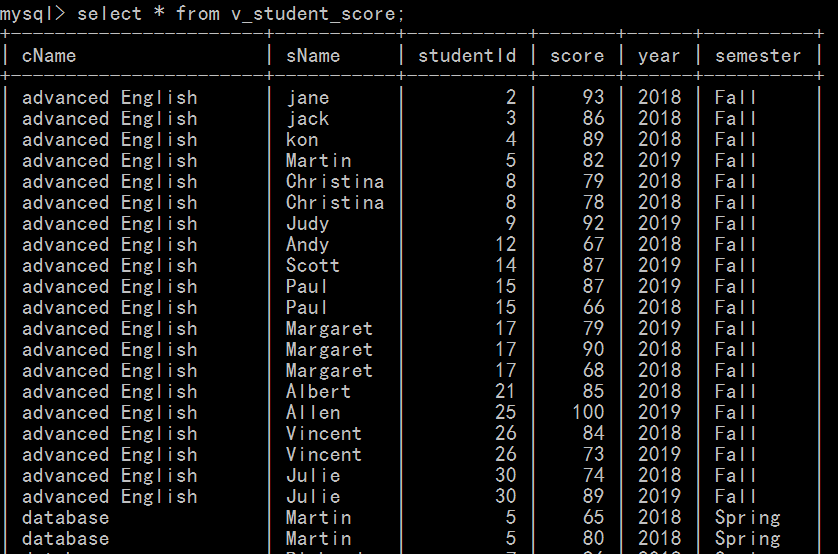 mysql> select * from v_student_score;
| cName | sName | studentId | score | year | semester |
| advanced English | jane | 2 | 93 | 2018 | Fall |
| advanced English | jack | 3 | 86 | 2018 | Fall |
| advanced English | kon | 4 | 89 | 2018 | Fall |
| advanced English | Martin | 5 | 82 | 2019 | Fall |
| advanced English | Christina | 8 | 79 | 2018 | Fall |
| advanced English | Christina | 8 | 78 | 2018 | Fall |
| advanced English | Judy | 9 | 92 | 2019 | Fall |
| advanced English | Andy | 12 | 67 | 2018 | Fall |
| advanced English | Scott | 14 | 87 | 2019 | Fall |
| advanced English | Paul | 15 | 87 | 2019 | Fall |
| advanced English | Paul | 15 | 66 | 2018 | Fall |
| advanced English | Margaret | 17 | 79 | 2019 | Fall |
| advanced English | Margaret | 17 | 90 | 2018 | Fall |
| advanced English | Margaret | 17 | 68 | 2018 | Fall |
| advanced English | Albert | 21 | 85 | 2018 | Fall |
| advanced English | Allen | 25 | 100 | 2019 | Fall |
| advanced English | Vincent | 26 | 84 | 2018 | Fall |
| advanced English | Vincent | 26 | 73 | 2019 | Fall |
| advanced English | Julie | 30 | 74 | 2018 | Fall |
| advanced English | Julie | 30 | 89 | 2019 | Fall |
| database | Martin | 5 | 65 | 2018 | Spring |
| database | Martin | 5 | 80 | 2018 | Spring |